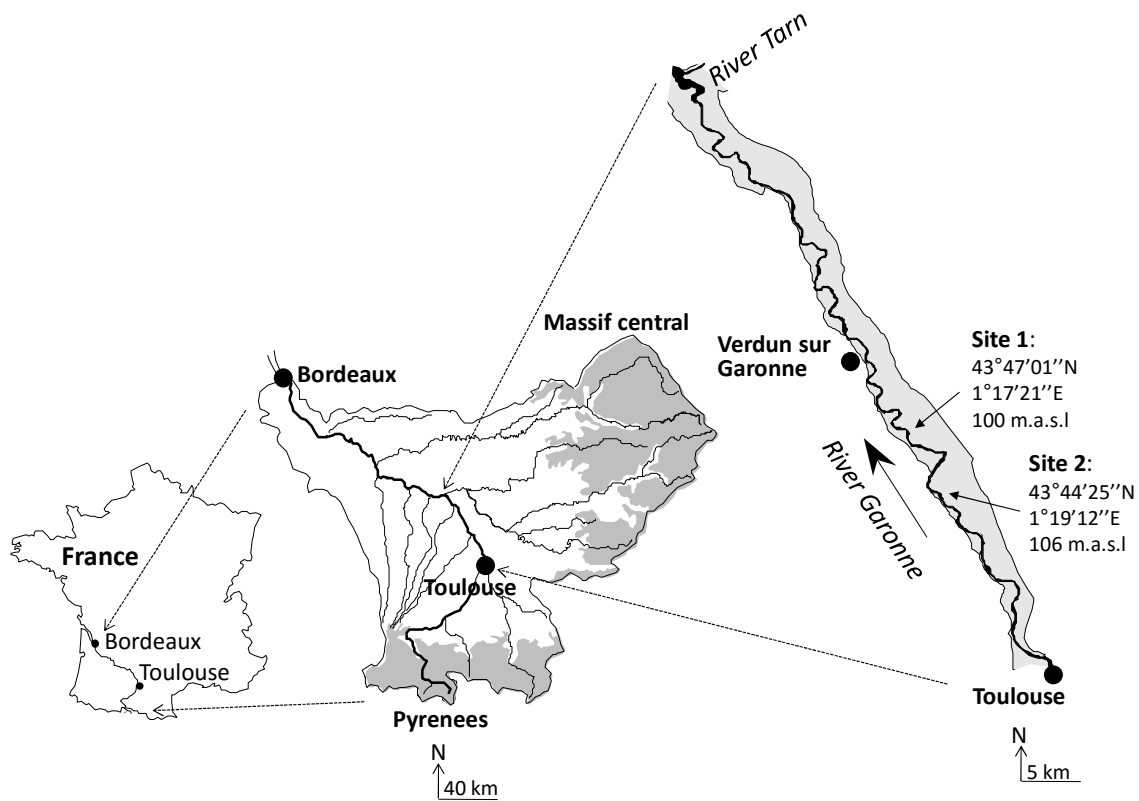 River Tarn
Massif central
Verdun sur
Garonne
Site 1:
43°47’01’’N
1°17’21’’E
100 m.a.s.l
Bordeaux
River Garonne
Site 2:
43°44’25’’N
1°19’12’’E
106 m.a.s.l
France
Toulouse
Bordeaux
Toulouse
Toulouse
Pyrenees
N
40 km
N
5 km